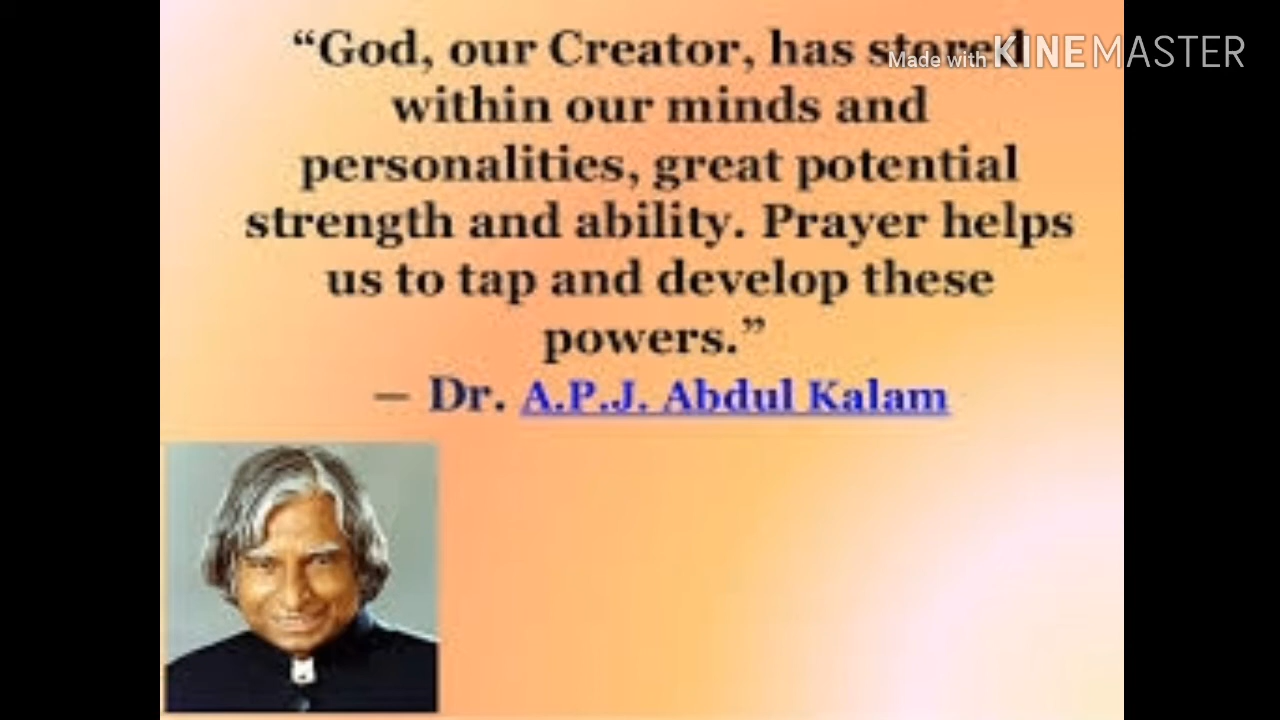 “God, our Creator, has stored
Made with KINEMASTER
within our minds and
personalities, great potential
strength and ability. Prayer helps
us to tap and develop these
powers.”
— Dr. A.P.J. Abdul Kalam